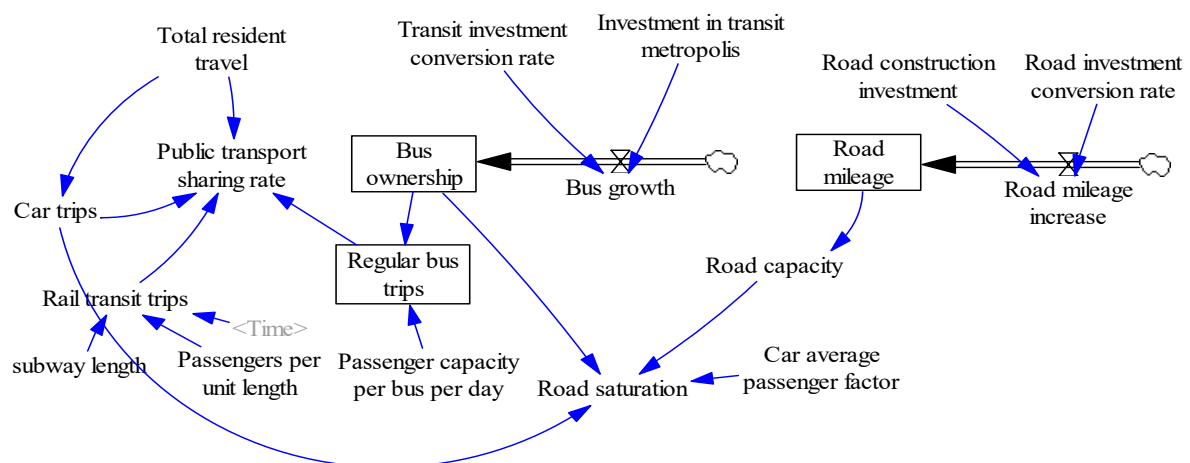 Total resident
travel
Transit investment
conversion rate
Investment in transit
metropolis
Road construction
investment
Road investment
conversion rate
Public transport
sharing rate
Bus
ownership
Bus growth
Road
mileage
Road mileage
increase
Car trips
Regular bus
trips
Road capacity
Rail transit trips
<Time>
subway length
Passengers per
unit length
Passenger capacity
per bus per day
Road saturation
Car average
passenger factor